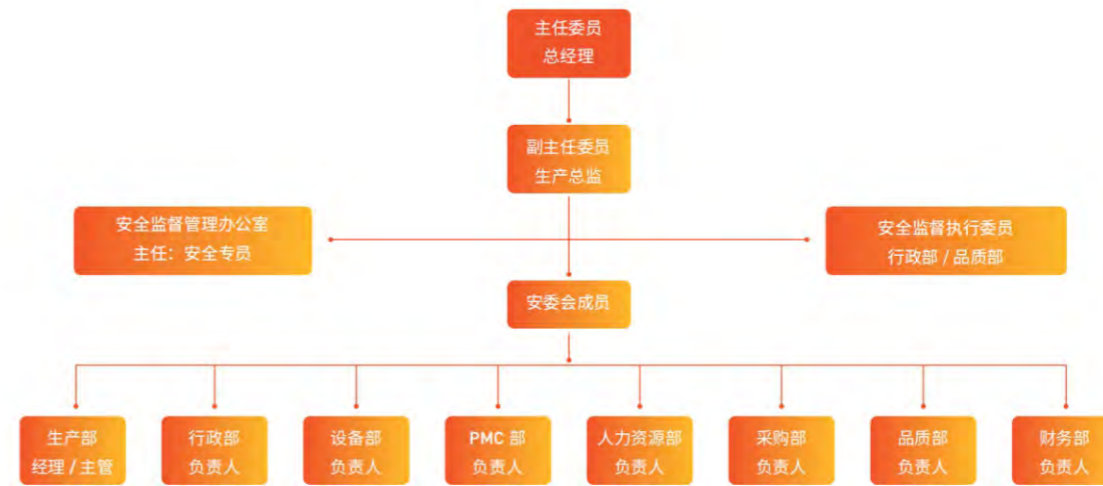 主任委员
总经理
副主任委员
生产总监
安全监督管理办公室
主任：安全专员
安全监督执行委员
行政部 / 品质部
安委会成员
生产部
经理 / 主管
行政部
负责人
设备部
负责人
PMC 部
负责人
人力资源部
负责人
采购部
负责人
品质部
负责人
财务部
负责人